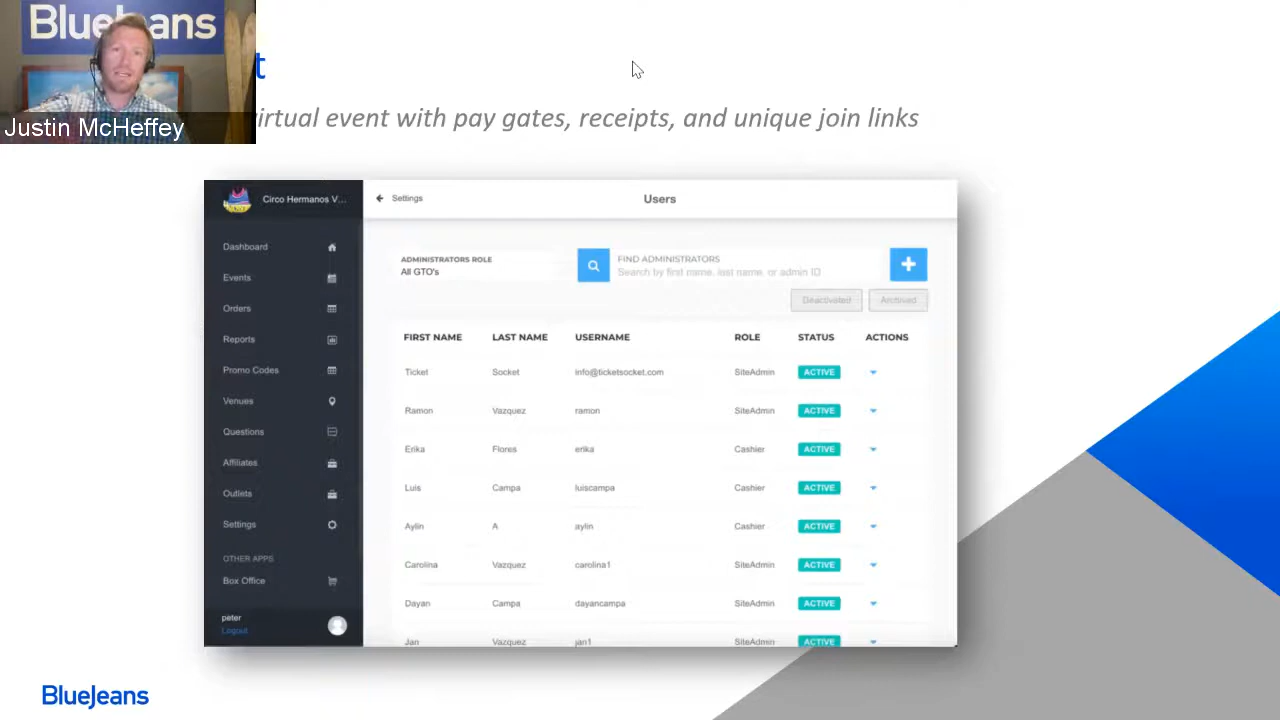 BlueJeans
t
Justin McHeffey
virtual event with pay gates, receipts, and unique join links
Circo Hermanos V...
Settings
Users
Dashboard
Events
Orders
Reports
Promo Codes
Venues
Questions
Affiliates
Outlets
Settings
OTHER APPS
Box Office
peter
Logout
ADMINISTRATORS ROLE
All GTO's
FIND ADMINISTRATORS
Search by first name, last name, or admin ID
Deactivated Archived
FIRST NAME LAST NAME USERNAME ROLE STATUS ACTIONS
Ticket Socket info@ticketsocket.com SiteAdmin ACTIVE
Ramon Vazquez ramon SiteAdmin ACTIVE
Erika Flores erika Cashier ACTIVE
Luis Campa luiscampa Cashier ACTIVE
Aylin A aylin Cashier ACTIVE
Carolina Vazquez carolina1 SiteAdmin ACTIVE
Dayan Campa dayancampa SiteAdmin ACTIVE
Jan Vazquez jan1 SiteAdmin ACTIVE
BlueJeans